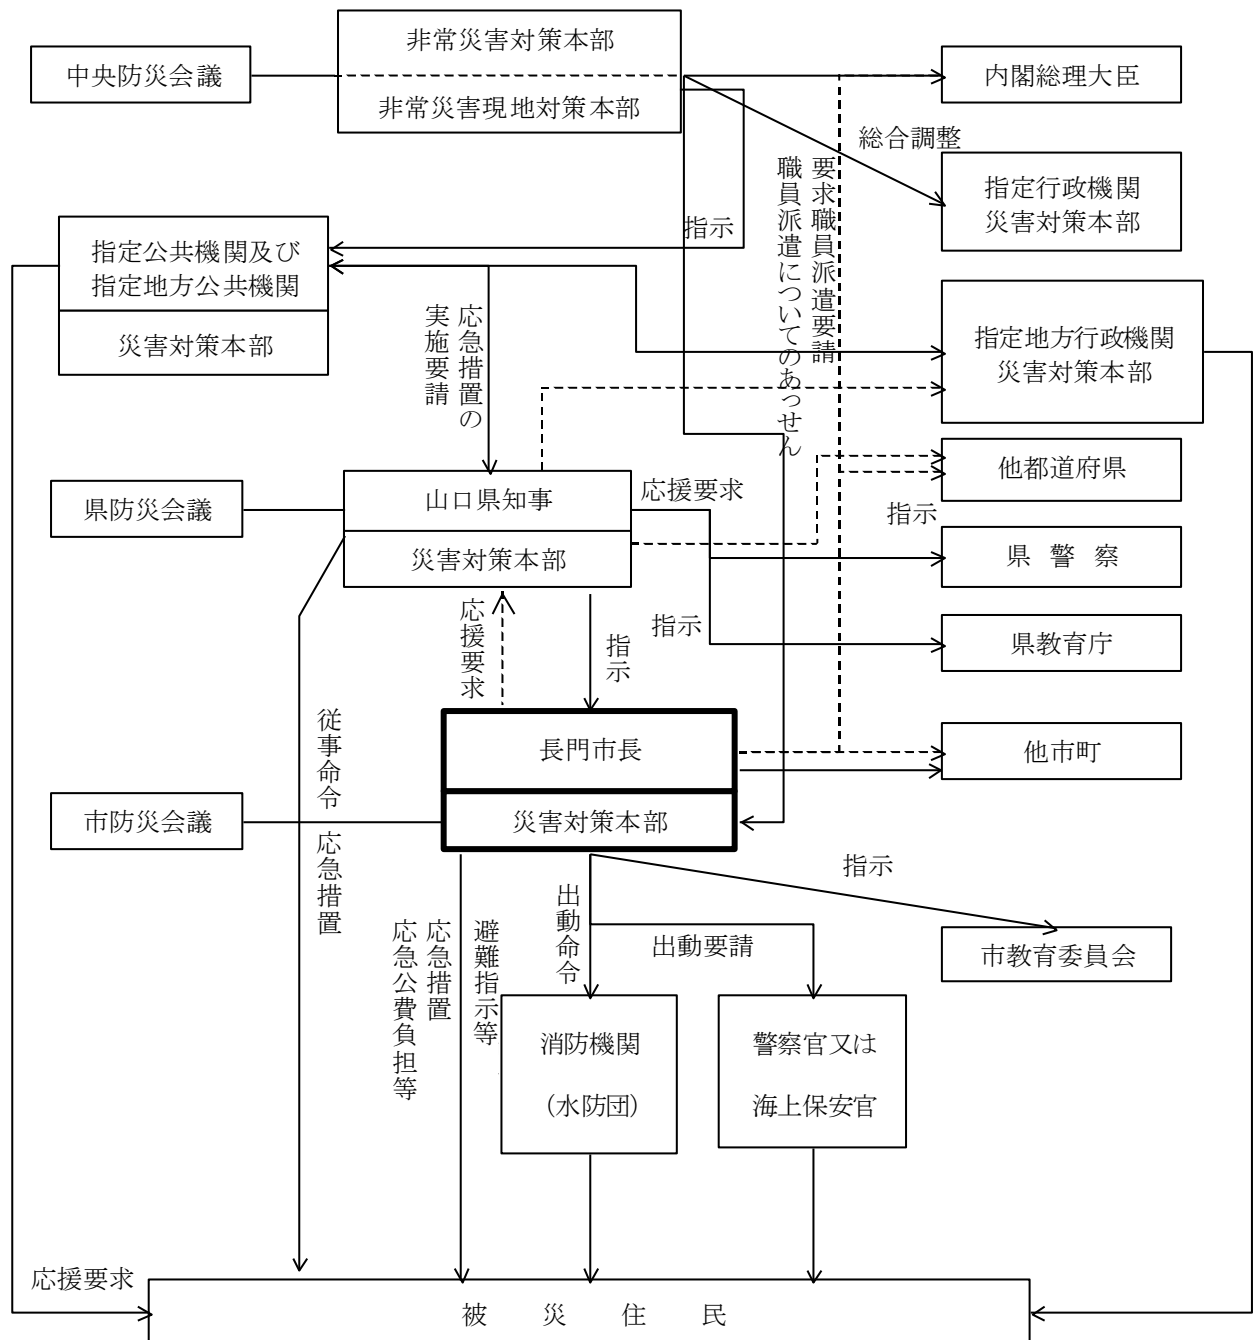 非常災害対策本部
中央防災会議
内閣総理大臣
非常災害現地対策本部
総合調整
要求職員派遣要請
職員派遣についてのあっせん
指定行政機関
災害対策本部
指示
指定公共機関及び
指定地方公共機関
災害対策本部
応急措置の
実施要請
指定地方行政機関
災害対策本部
他都道府県
県防災会議
山口県知事
災害対策本部
応援要求
指示
県 警 察
応援要求
指示
指示
県教育庁
従事命令
応急措置
長門市長
災害対策本部
他市町
市防災会議
指示
出動命令
出動要請
避難指示等
応急措置
応急公費負担等
市教育委員会
消防機関
(水防団)
警察官又は
海上保安官
応援要求
被 災 住 民